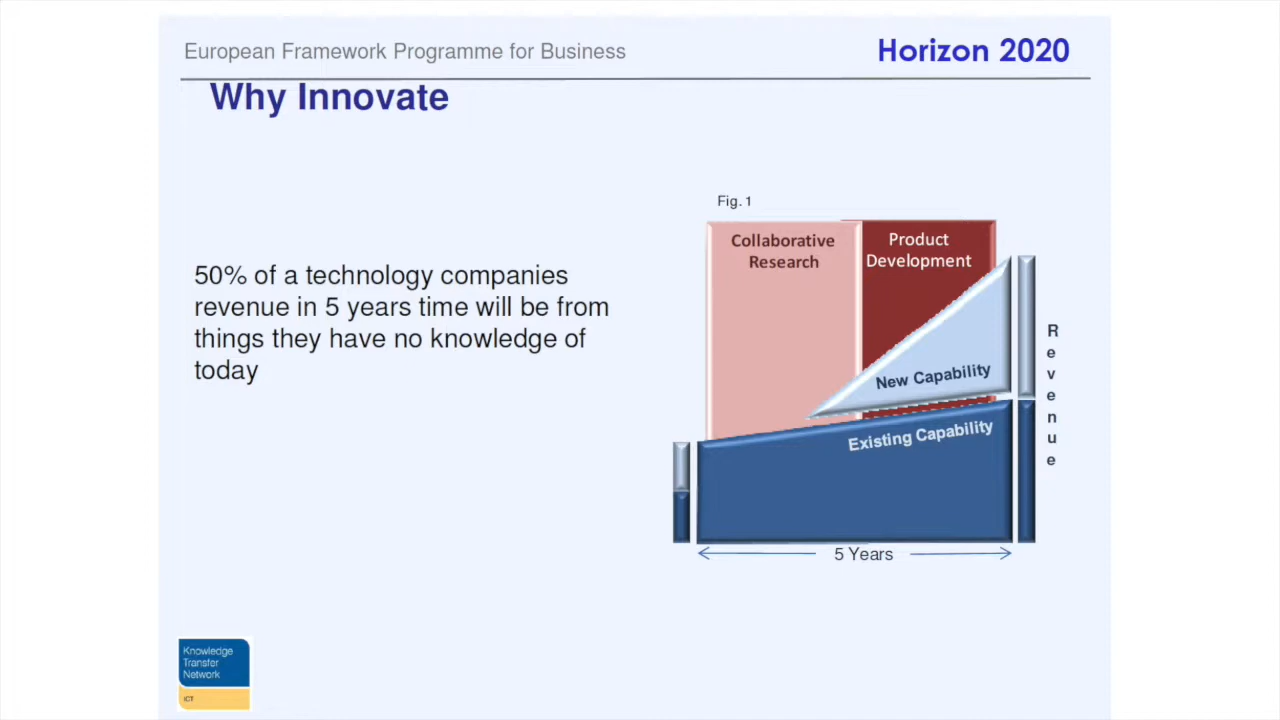 European Framework Programme for Business
Horizon 2020
Why Innovate
50% of a technology companies
revenue in 5 years time will be from
things they have no knowledge of
today
Fig. 1
Collaborative
Research
Product
Development
New Capability
Existing Capability
Revenue
5 Years
Knowledge
Transfer
Network
ICT